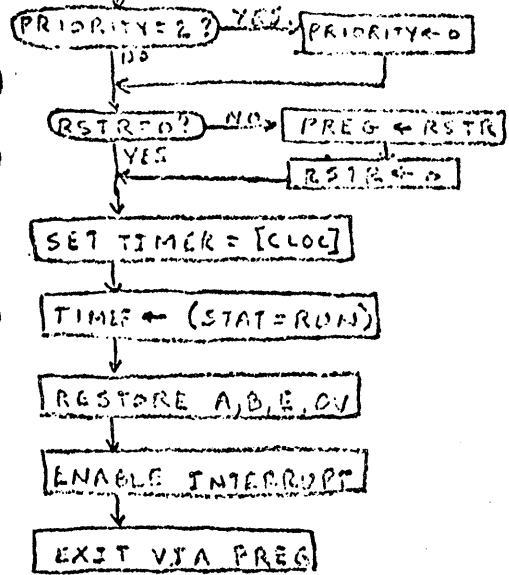 PRIORITY=2?
YES
PRIORITY←0
NO
RSTR=0?
NO
PREG ← RSTR
YES
RSTR ← 0
SET TIMER = [CLOC]
TIMF ← (STAT=RUN)
RESTORE A,B,E,OV
ENABLE INTERRUPT
EXIT VIA PREG